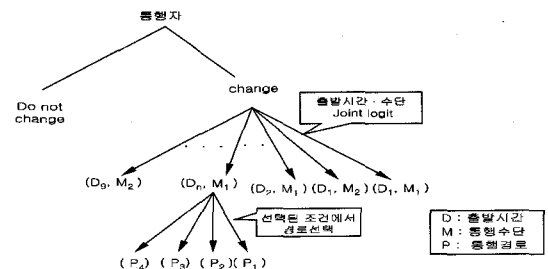 통행자
Do not
change
change
출발시간 · 수단
Joint logit
(D₉, M₂)
(Dₙ, M₁)
(D₂, M₁)
(D₁, M₂)
(D₁, M₁)
선택된 조건에서
경로선택
(P₄)
(P₃)
(P₂)
(P₁)
D : 출발시간
M : 통행수단
P : 통행경로